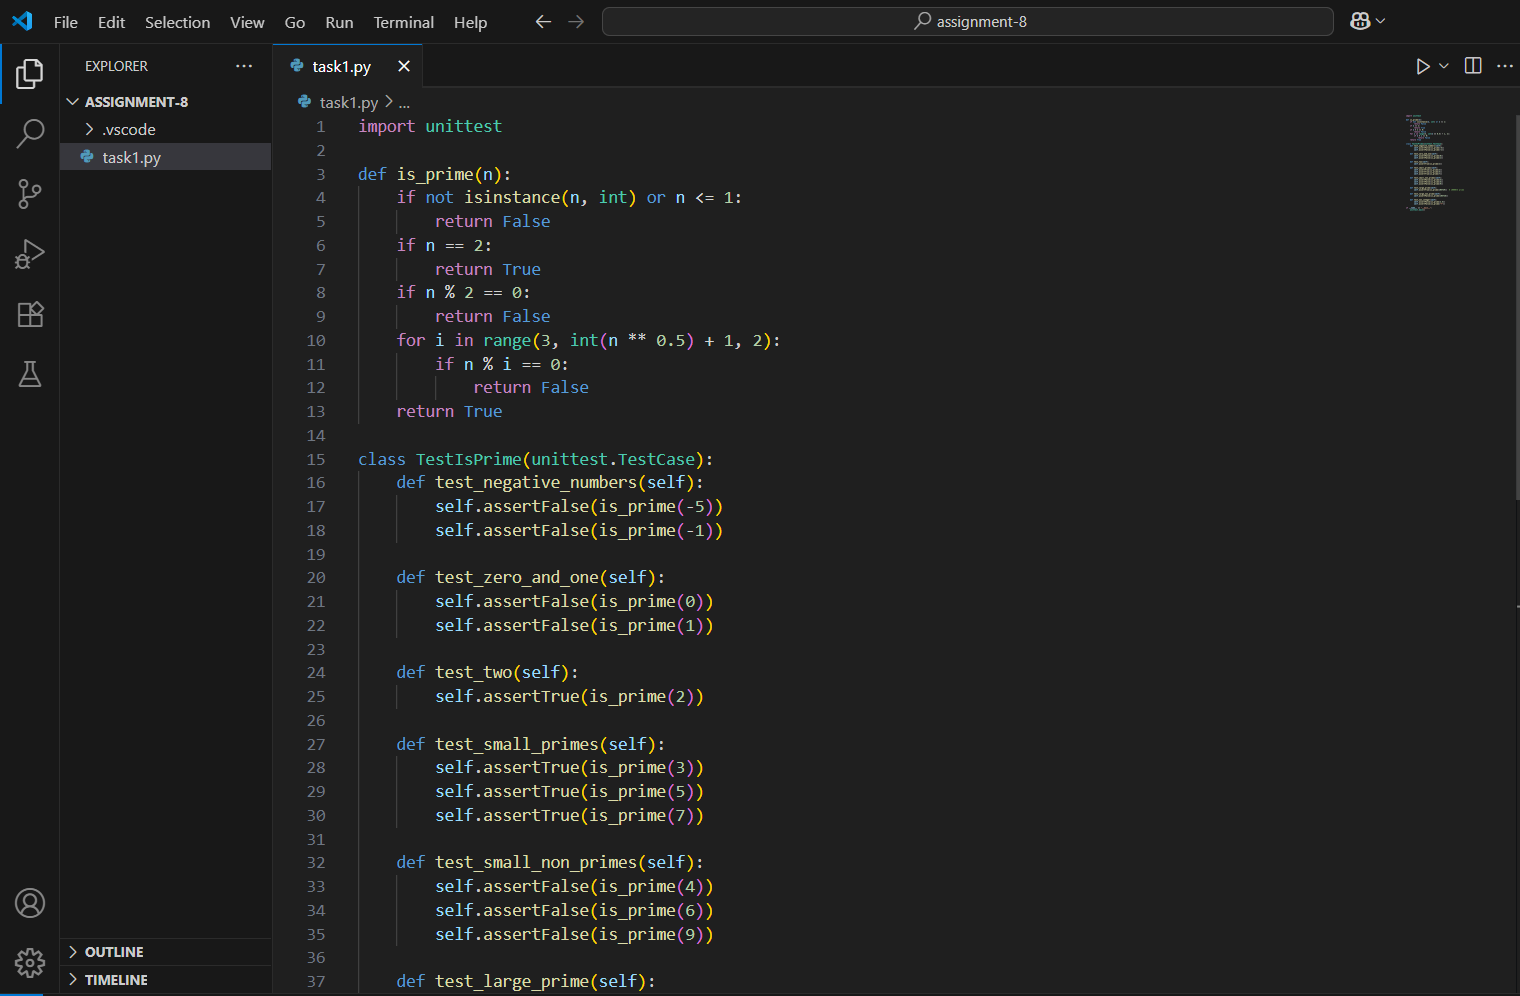 File Edit Selection View Go Run Terminal Help
assignment-8
EXPLORER
ASSIGNMENT-8
.vscode
task1.py
OUTLINE
TIMELINE
task1.py
task1.py > ...
1 import unittest
2
3 def is_prime(n):
4     if not isinstance(n, int) or n <= 1:
5         return False
6     if n == 2:
7         return True
8     if n % 2 == 0:
9         return False
10     for i in range(3, int(n ** 0.5) + 1, 2):
11         if n % i == 0:
12             return False
13     return True
14
15 class TestIsPrime(unittest.TestCase):
16     def test_negative_numbers(self):
17         self.assertFalse(is_prime(-5))
18         self.assertFalse(is_prime(-1))
19
20     def test_zero_and_one(self):
21         self.assertFalse(is_prime(0))
22         self.assertFalse(is_prime(1))
23
24     def test_two(self):
25         self.assertTrue(is_prime(2))
26
27     def test_small_primes(self):
28         self.assertTrue(is_prime(3))
29         self.assertTrue(is_prime(5))
30         self.assertTrue(is_prime(7))
31
32     def test_small_non_primes(self):
33         self.assertFalse(is_prime(4))
34         self.assertFalse(is_prime(6))
35         self.assertFalse(is_prime(9))
36
37     def test_large_prime(self):